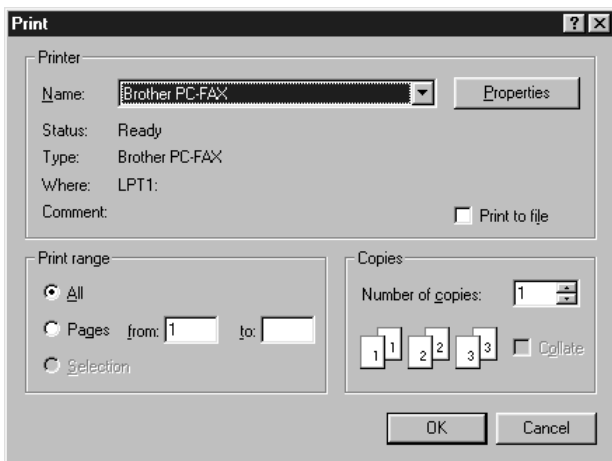 Print
Printer
Name: Brother PC-FAX Properties
Status: Ready
Type: Brother PC-FAX
Where: LPT1:
Comment: Print to file
Print range
All
Pages from: 1 to:
Selection
Copies
Number of copies: 1
1 1 2 2 3 3 Collate
OK Cancel